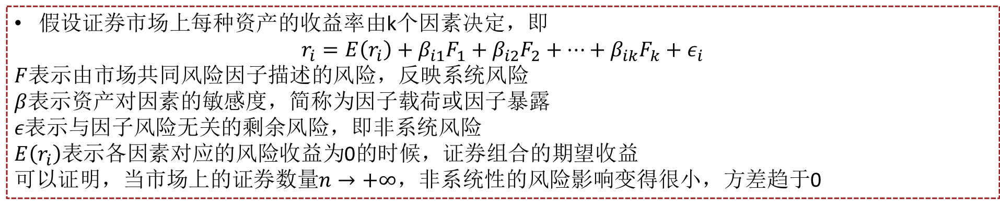 • 假设证券市场上每种资产的收益率由k个因素决定，即
$r_i = E(r_i) + \beta_{i1}F_1 + \beta_{i2}F_2 + \cdots + \beta_{ik}F_k + \epsilon_i$
$F$表示由市场共同风险因子描述的风险，反映系统风险
$\beta$表示资产对因素的敏感度，简称为因子载荷或因子暴露
$\epsilon$表示与因子风险无关的剩余风险，即非系统风险
$E(r_i)$表示各因素对应的风险收益为0的时候，证券组合的期望收益
可以证明，当市场上的证券数量$n \to +\infty$，非系统性的风险影响变得很小，方差趋于0